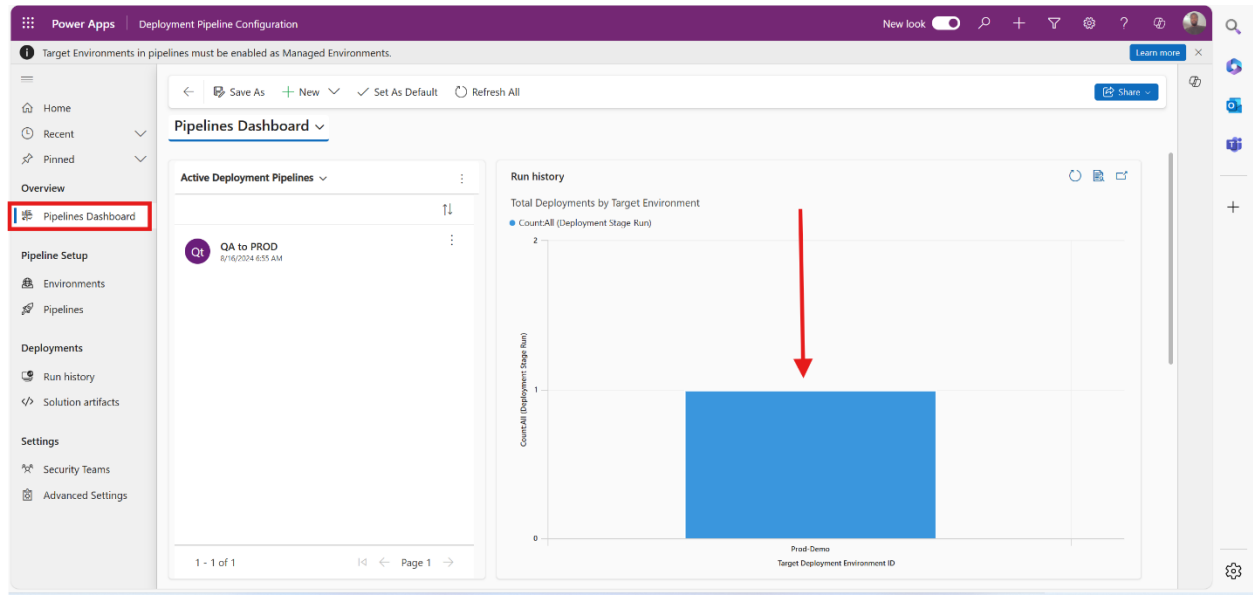 Power Apps
Deployment Pipeline Configuration
New look
Target Environments in pipelines must be enabled as Managed Environments.
Learn more
Home
Recent
Pinned
Overview
Pipelines Dashboard
Pipeline Setup
Environments
Pipelines
Deployments
Run history
Solution artifacts
Settings
Security Teams
Advanced Settings
Save As
New
Set As Default
Refresh All
Share
Pipelines Dashboard
Active Deployment Pipelines
Qt
QA to PROD
8/16/2024 6:55 AM
1 - 1 of 1
Page 1
Run history
Total Deployments by Target Environment
Count:All (Deployment Stage Run)
2
1
0
Count:All (Deployment Stage Run)
Prod-Demo
Target Deployment Environment ID